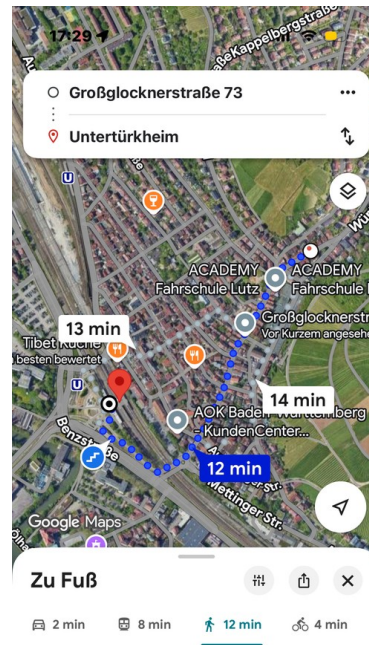 17:29
Kappelbergstraße
Großglocknerstraße 73
Untertürkheim
ACADEMY
Fahrschule Lutz
ACADEMY
Fahrschule
Großglocknerstr
Vor Kurzem angesehe
13 min
Tibet Küche
besten bewertet
14 min
AOK Baden-Württemberg
- KundenCenter...
Benzstraße
12 min
Mettinger Str.
Google Maps
Zu Fuß
2 min
8 min
12 min
4 min